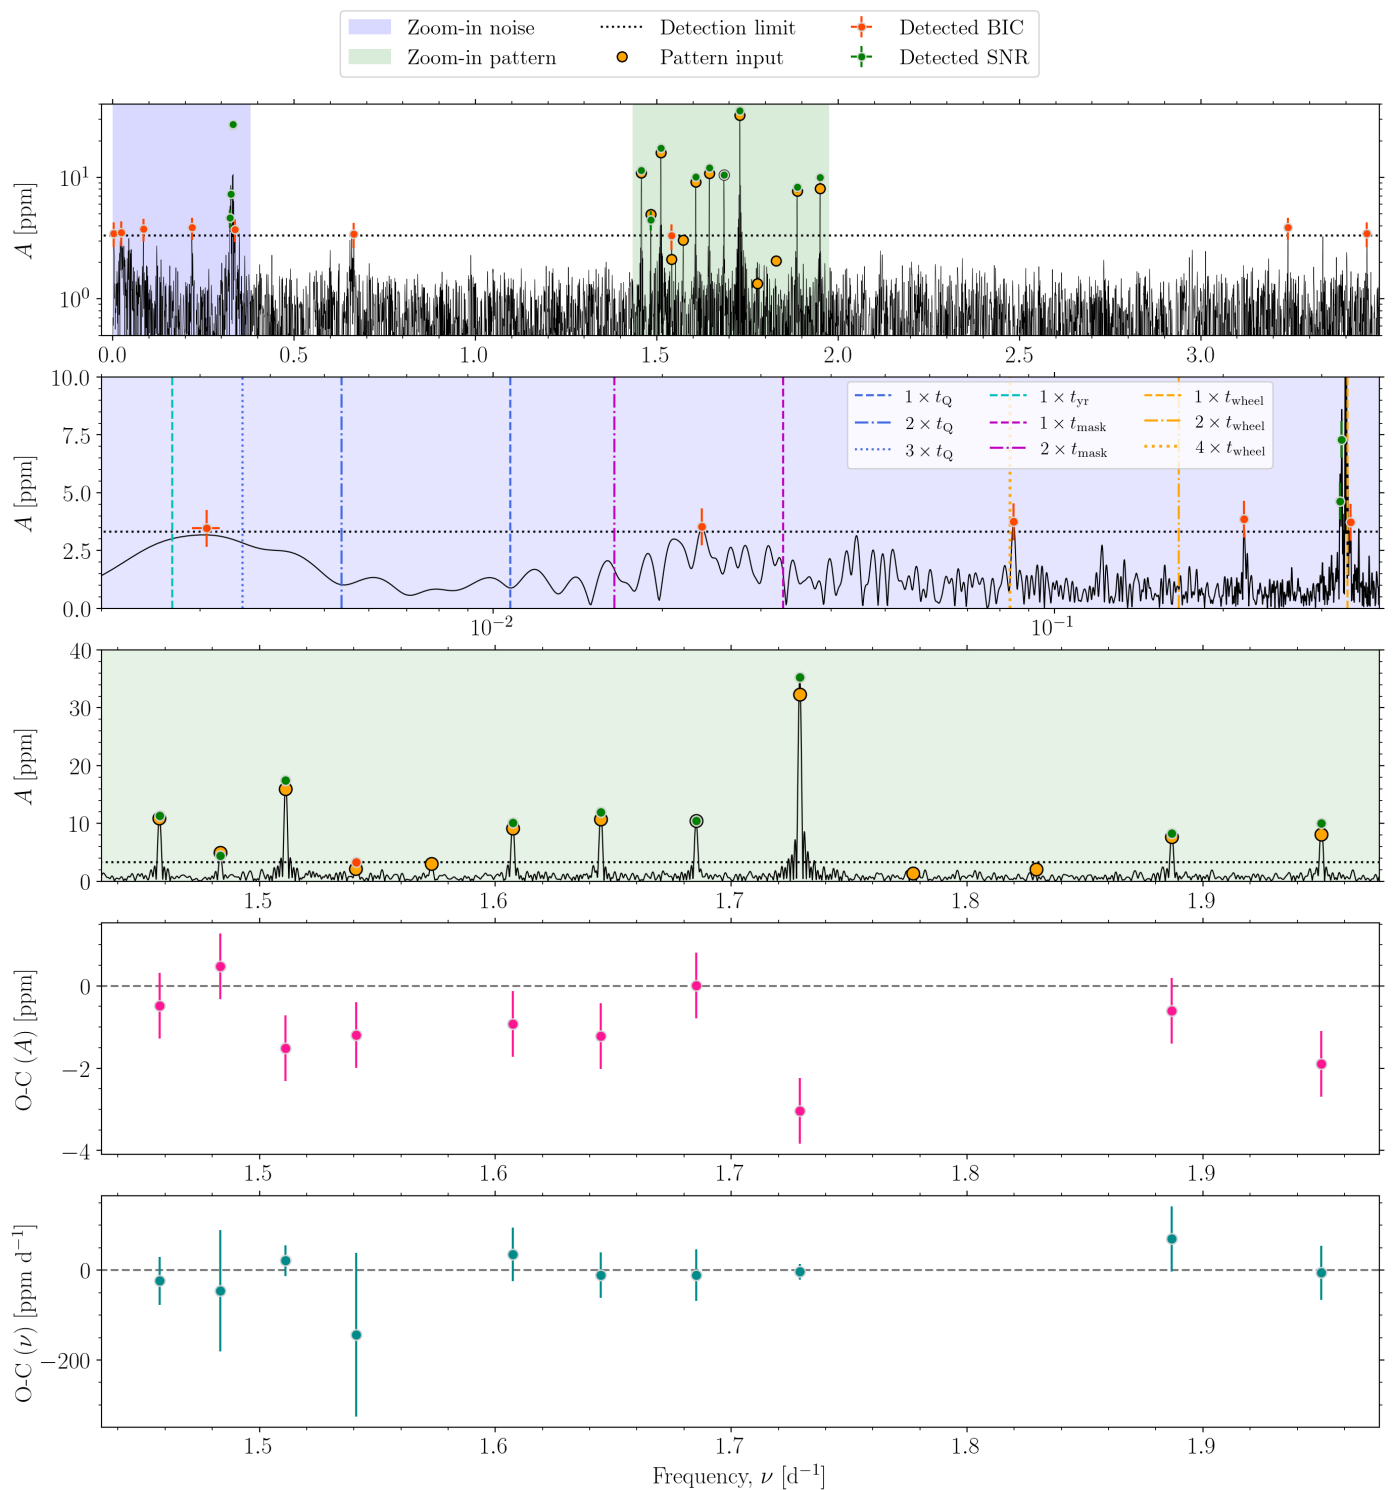 Zoom-in noise Detection limit Detected BIC
Zoom-in pattern Pattern input Detected SNR
A [ppm]
10¹
10⁰
0.0 0.5 1.0 1.5 2.0 2.5 3.0
A [ppm]
10.0
7.5
5.0
2.5
0.0
1 × t_Q 1 × t_yr 1 × t_wheel
2 × t_Q 1 × t_mask 2 × t_wheel
3 × t_Q 2 × t_mask 4 × t_wheel
10⁻² 10⁻¹
A [ppm]
40
30
20
10
0
1.5 1.6 1.7 1.8 1.9
O-C (A) [ppm]
0
−2
−4
1.5 1.6 1.7 1.8 1.9
O-C (ν) [ppm d⁻¹]
0
−200
1.5 1.6 1.7 1.8 1.9
Frequency, ν [d⁻¹]